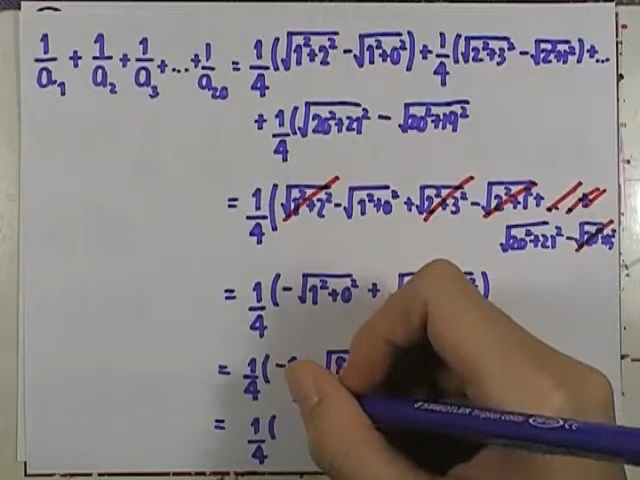 1/a₁ + 1/a₂ + 1/a₃ + ... + 1/a₂₀ = 1/4(√1²+2² - √1²+0²) + 1/4(√2²+3² - √2²+1²) + ...
+ 1/4(√20²+21² - √20²+19²
= 1/4(√1²+2² - √1²+0² + √2²+3² - √2²+1² + ... +
√20²+21² -
= 1/4(-√1²+0² +
= 1/4(-
= 1/4(
STAEDTLER triplus color